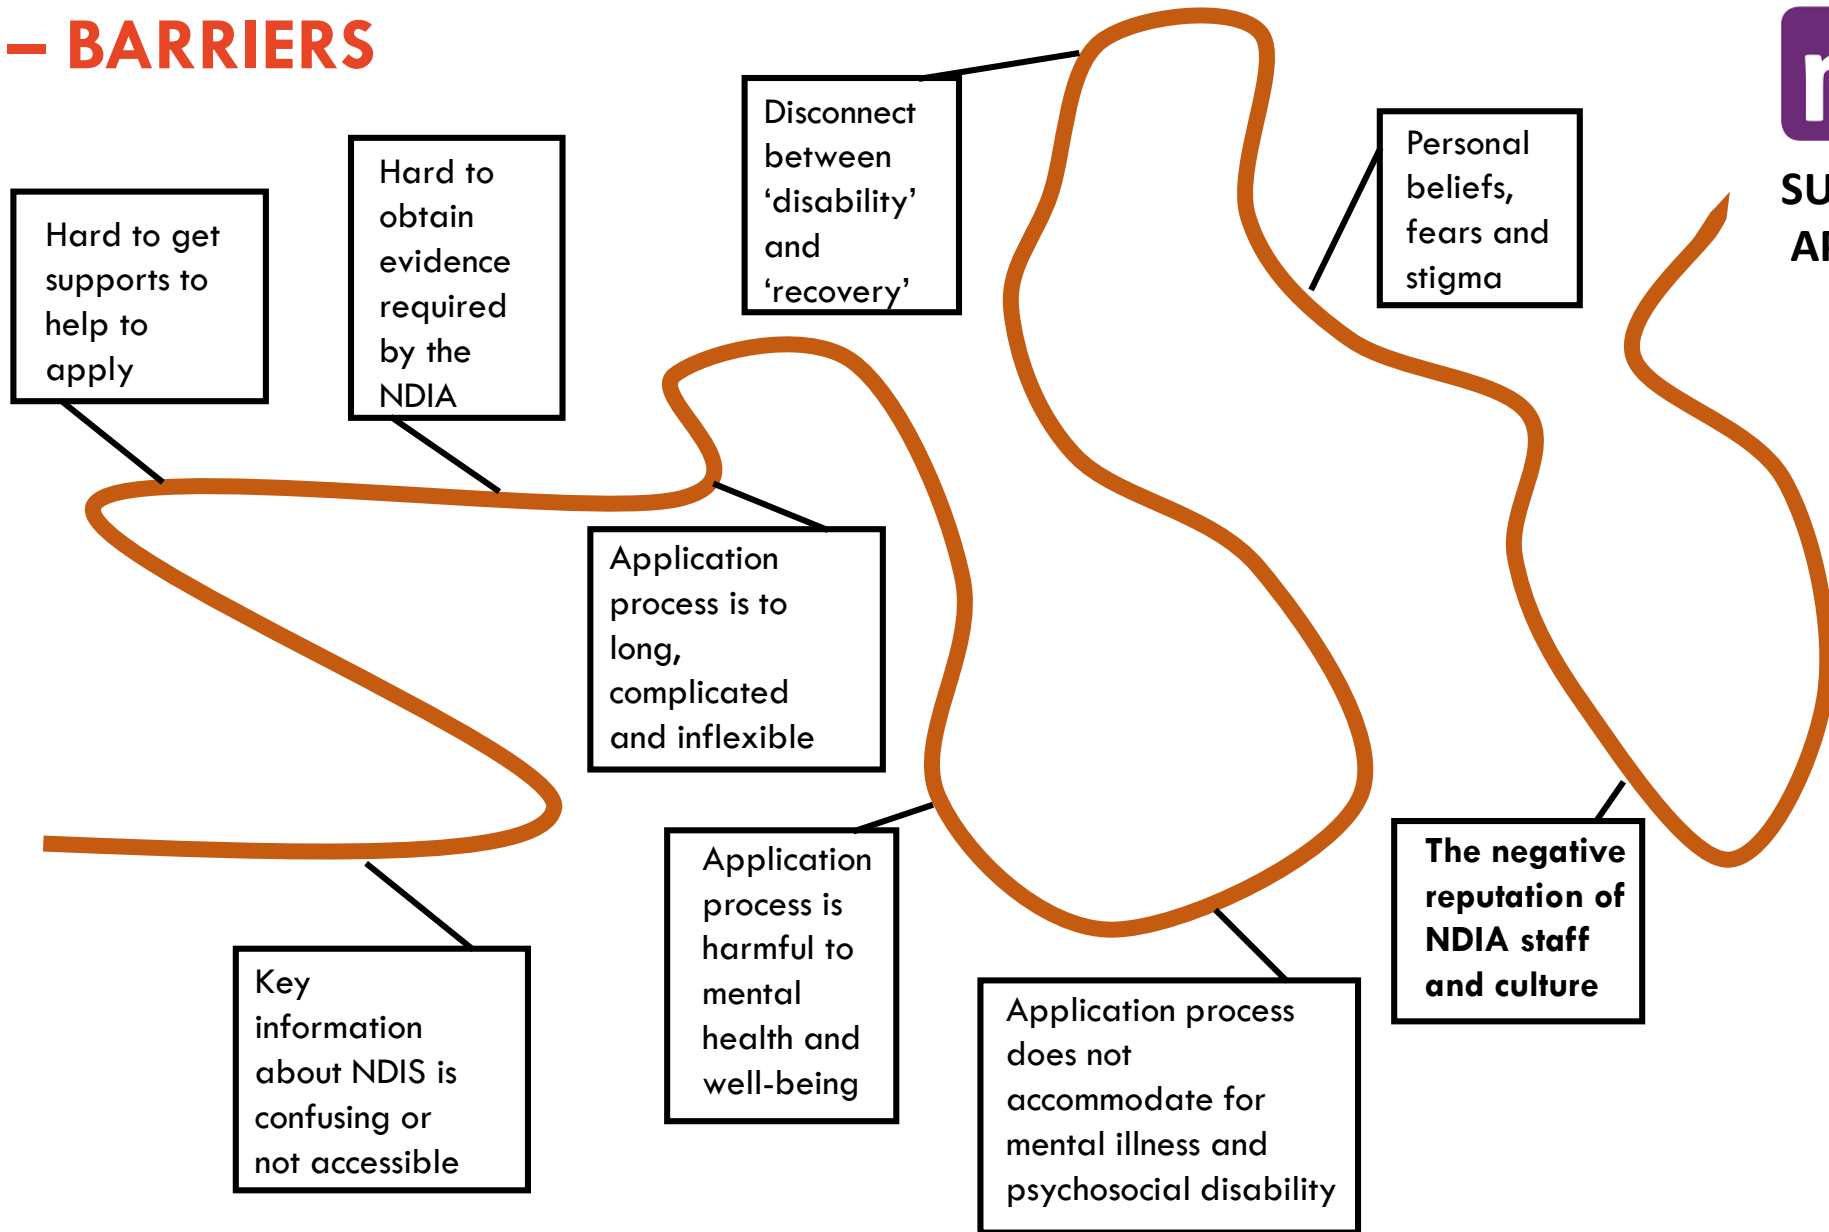 – BARRIERS
Hard to get
supports to
help to
apply
Hard to
obtain
evidence
required
by the
NDIA
Disconnect
between
‘disability’
and
‘recovery’
Personal
beliefs,
fears and
stigma
Application
process is to
long,
complicated
and inflexible
Key
information
about NDIS is
confusing or
not accessible
Application
process is
harmful to
mental
health and
well-being
Application process
does not
accommodate for
mental illness and
psychosocial disability
The negative
reputation of
NDIA staff
and culture